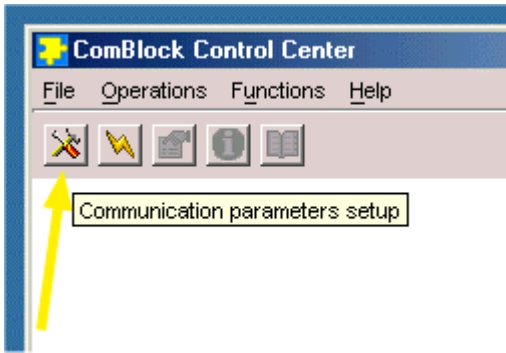 ComBlock Control Center
File Operations Functions Help
Communication parameters setup